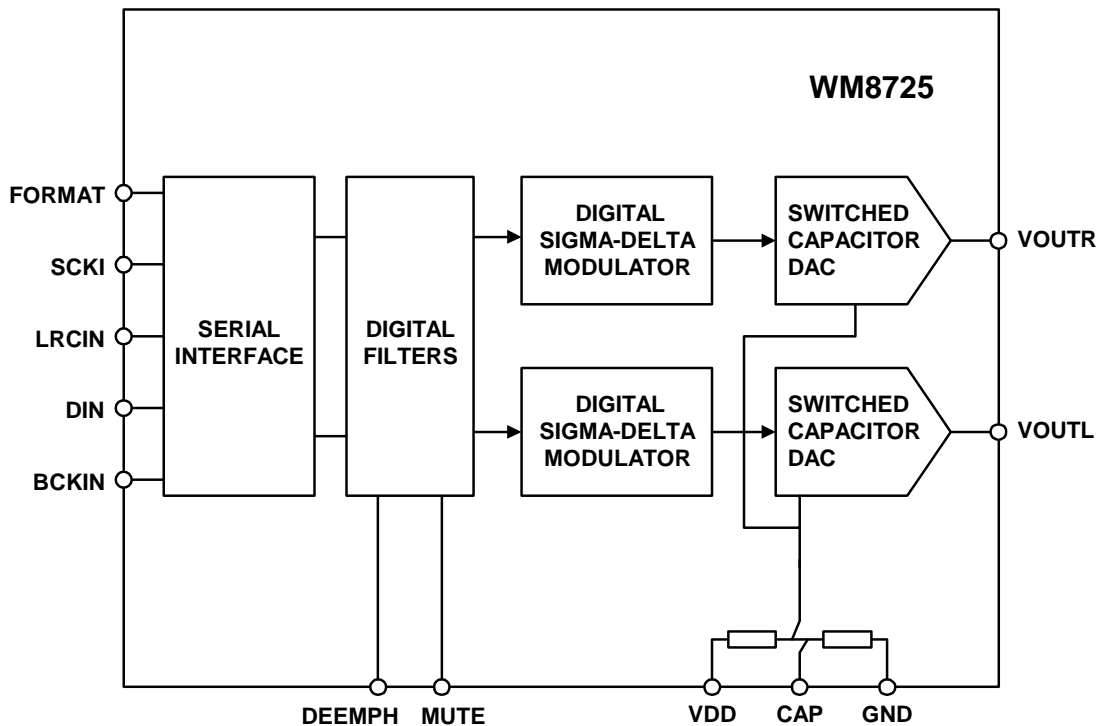 WM8725
FORMAT
SCKI
LRCIN
DIN
BCKIN
SERIAL
INTERFACE
DIGITAL
FILTERS
DIGITAL
SIGMA-DELTA
MODULATOR
SWITCHED
CAPACITOR
DAC
VOUTR
DIGITAL
SIGMA-DELTA
MODULATOR
SWITCHED
CAPACITOR
DAC
VOUTL
DEEMPH
MUTE
VDD
CAP
GND